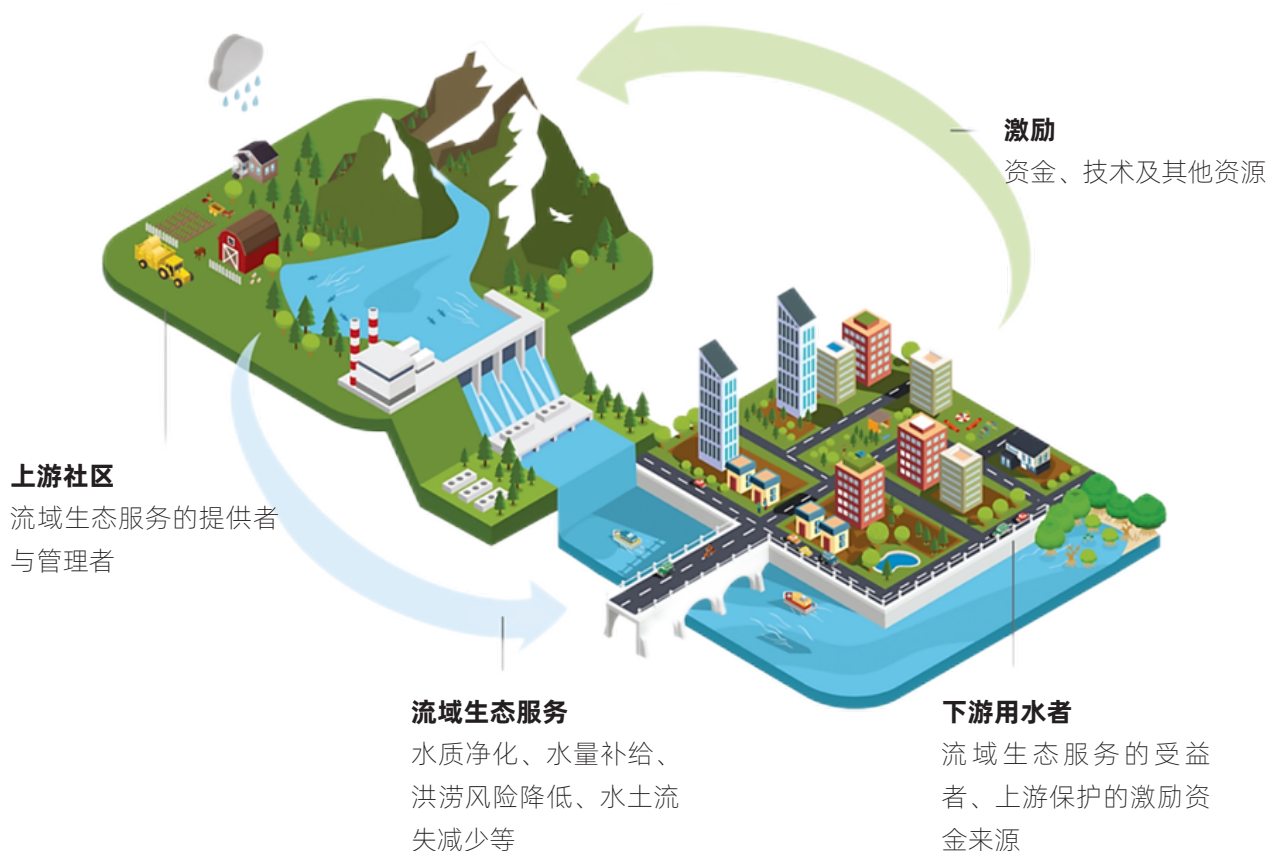 激励
资金、技术及其他资源
上游社区
流域生态服务的提供者
与管理者
流域生态服务
水质净化、水量补给、
洪涝风险降低、水土流
失减少等
下游用水者
流域生态服务的受益
者、上游保护的激励资
金来源